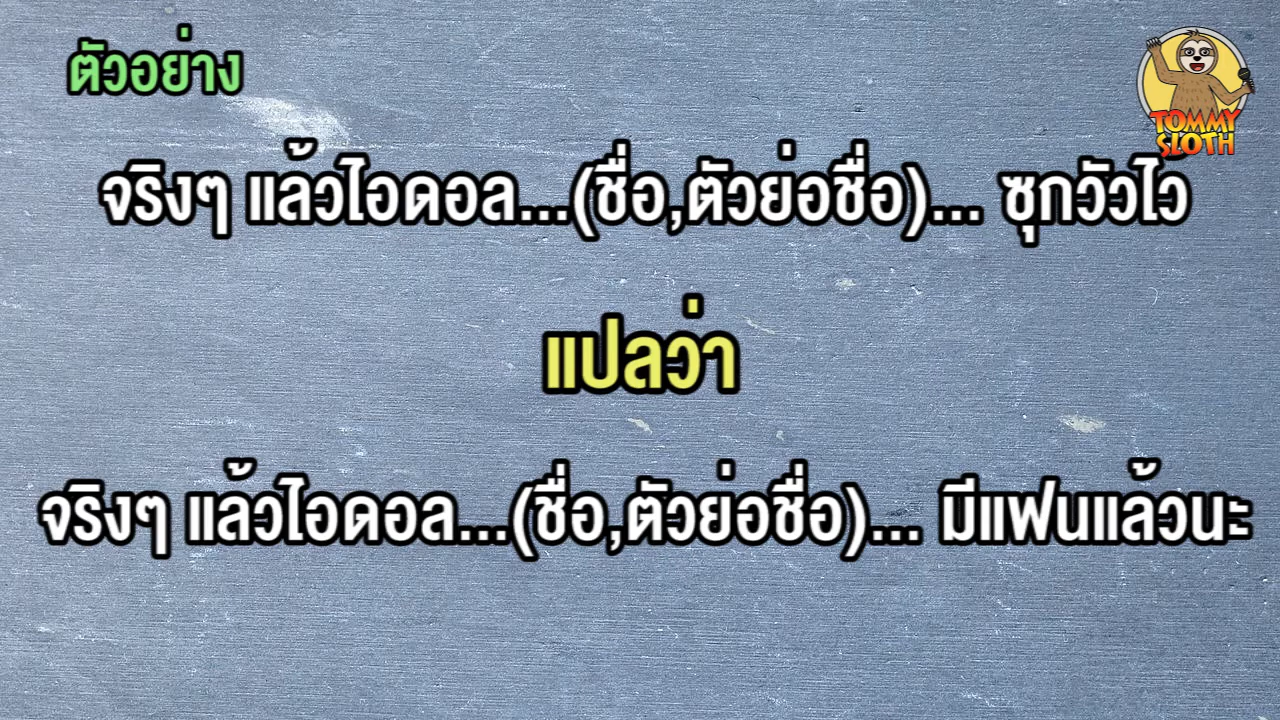 ตัวอย่าง
TOMMY
SLOTH
จริงๆ แล้วไอดอล...(ชื่อ,ตัวย่อชื่อ)... ซุกวัวไว้
แปลว่า
จริงๆ แล้วไอดอล...(ชื่อ,ตัวย่อชื่อ)... มีแฟนแล้วนะ